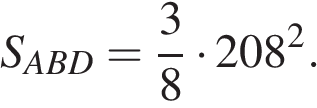 $S_{ABD} = \frac{3}{8} \cdot 208^2.$